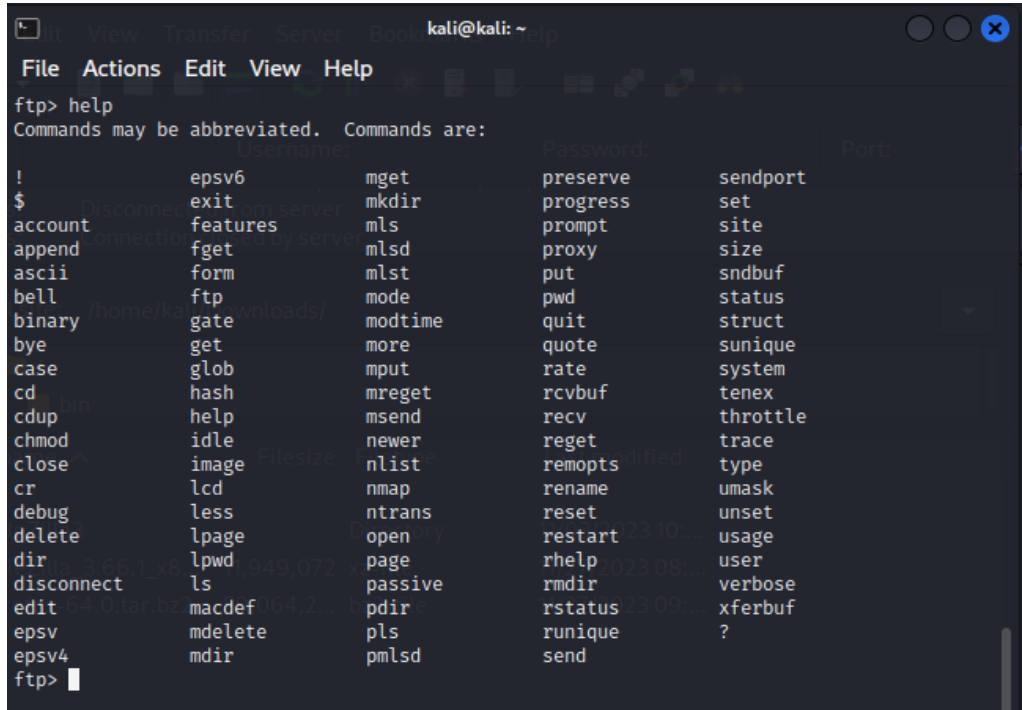 kali@kali: ~
File Actions Edit View Help
ftp> help
Commands may be abbreviated. Commands are:
! epsv6 mget preserve sendport
$ exit mkdir progress set
account features mls prompt site
append fget mlsd proxy size
ascii form mlst put sndbuf
bell ftp mode pwd status
binary gate modtime quit struct
bye get more quote sunique
case glob mput rate system
cd hash mreget rcvbuf tenex
cdup help msend recv throttle
chmod idle newer reget trace
close image nlist remopts type
cr lcd nmap rename umask
debug less ntrans reset unset
delete lpage open restart usage
dir lpwd page rhelp user
disconnect ls passive rmdir verbose
edit macdef pdir rstatus xferbuf
epsv mdelete pls runique ?
epsv4 mdir pmlsd send
ftp>